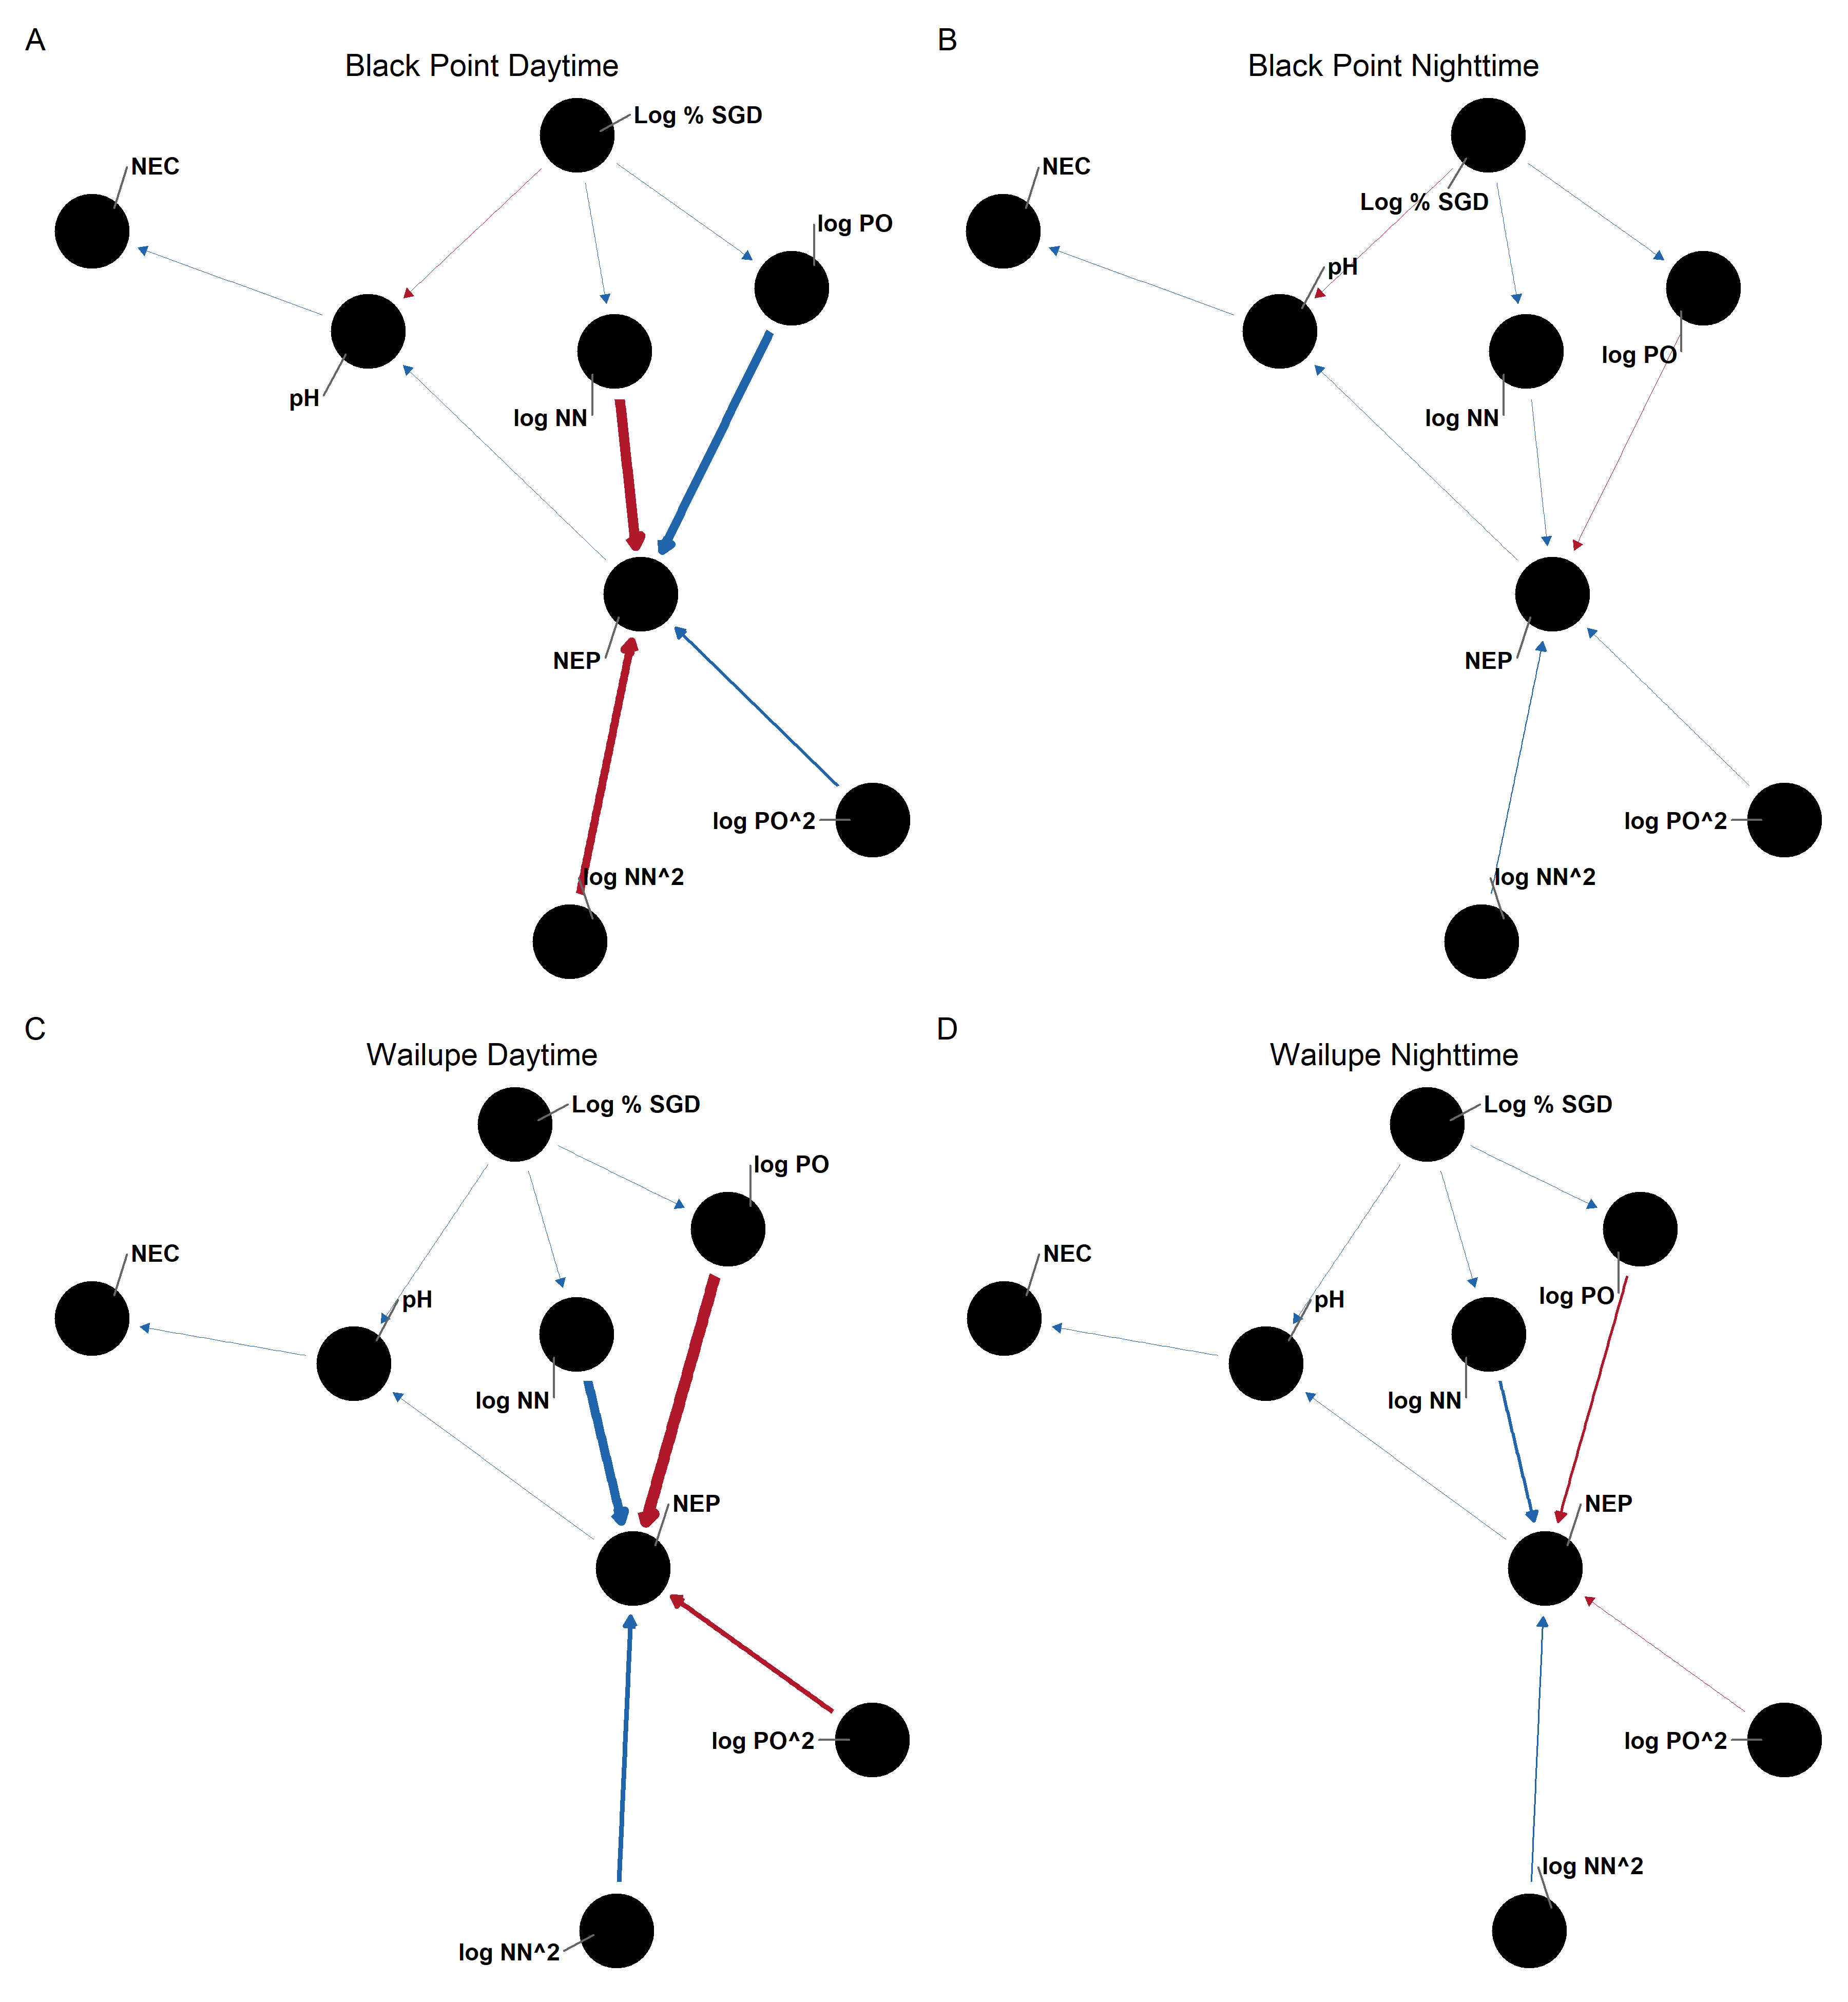 A
Black Point Daytime
Log % SGD
NEC
log PO
pH
log NN
NEP
log PO^2
log NN^2
B
Black Point Nighttime
NEC
Log % SGD
pH
log PO
log NN
NEP
log PO^2
log NN^2
C
Wailupe Daytime
Log % SGD
log PO
NEC
pH
log NN
NEP
log PO^2
log NN^2
D
Wailupe Nighttime
Log % SGD
NEC
pH
log PO
log NN
NEP
log PO^2
log NN^2